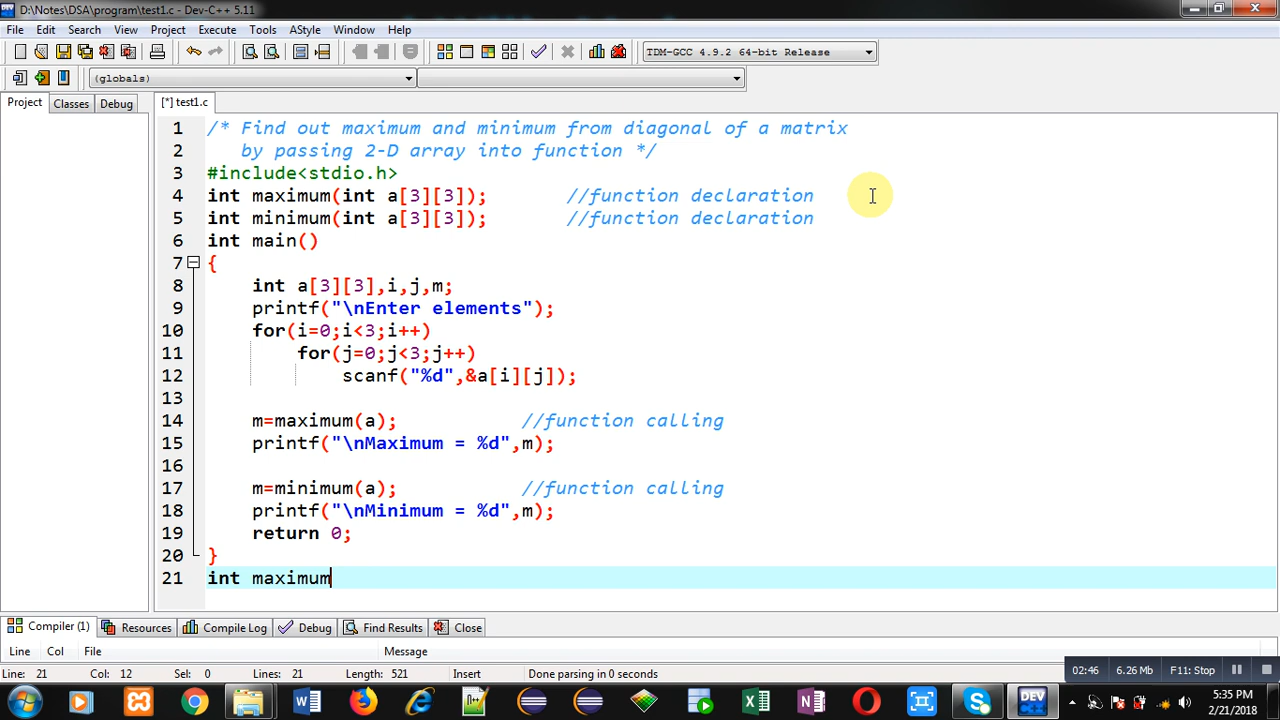 D:\Notes\DSA\program\test1.c - Dev-C++ 5.11
File Edit Search View Project Execute Tools AStyle Window Help
TDM-GCC 4.9.2 64-bit Release
(globals)
Project Classes Debug [*] test1.c
1 /* Find out maximum and minimum from diagonal of a matrix
2 by passing 2-D array into function */
3 #include<stdio.h>
4 int maximum(int a[3][3]); //function declaration
5 int minimum(int a[3][3]); //function declaration
6 int main()
7 {
8 int a[3][3],i,j,m;
9 printf("\nEnter elements");
10 for(i=0;i<3;i++)
11 for(j=0;j<3;j++)
12 scanf("%d",&a[i][j]);
13
14 m=maximum(a); //function calling
15 printf("\nMaximum = %d",m);
16
17 m=minimum(a); //function calling
18 printf("\nMinimum = %d",m);
19 return 0;
20 }
21 int maximum
Compiler (1) Resources Compile Log Debug Find Results Close
Line Col File Message
Line: 21 Col: 12 Sel: 0 Lines: 21 Length: 521 Insert Done parsing in 0 seconds
02:46 6.26 Mb F11: Stop
DEV
5:35 PM
2/21/2018